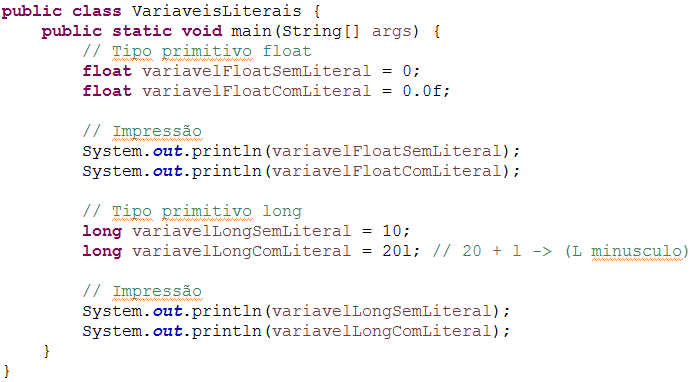 public class VariaveisLiterais {
    public static void main(String[] args) {
        // Tipo primitivo float
        float variavelFloatSemLiteral = 0;
        float variavelFloatComLiteral = 0.0f;

        // Impressão
        System.out.println(variavelFloatSemLiteral);
        System.out.println(variavelFloatComLiteral);

        // Tipo primitivo long
        long variavelLongSemLiteral = 10;
        long variavelLongComLiteral = 20l; // 20 + l -> (L minusculo)

        // Impressão
        System.out.println(variavelLongSemLiteral);
        System.out.println(variavelLongComLiteral);
    }
}